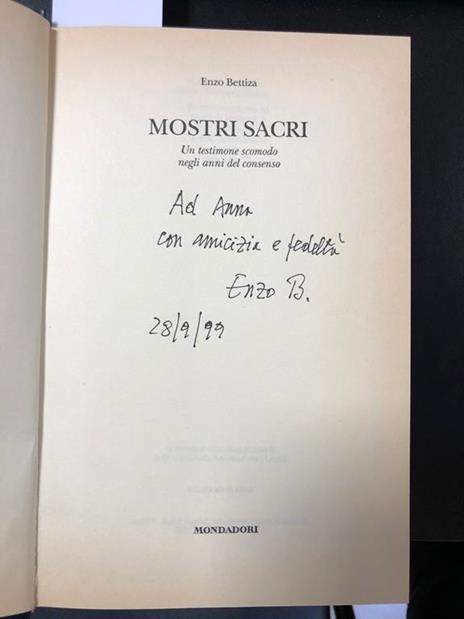 Enzo Bettiza
MOSTRI SACRI
Un testimone scomodo
negli anni del consenso
Ad Anna
con amicizia e fedeltà
Enzo B.
28/9/99
MONDADORI